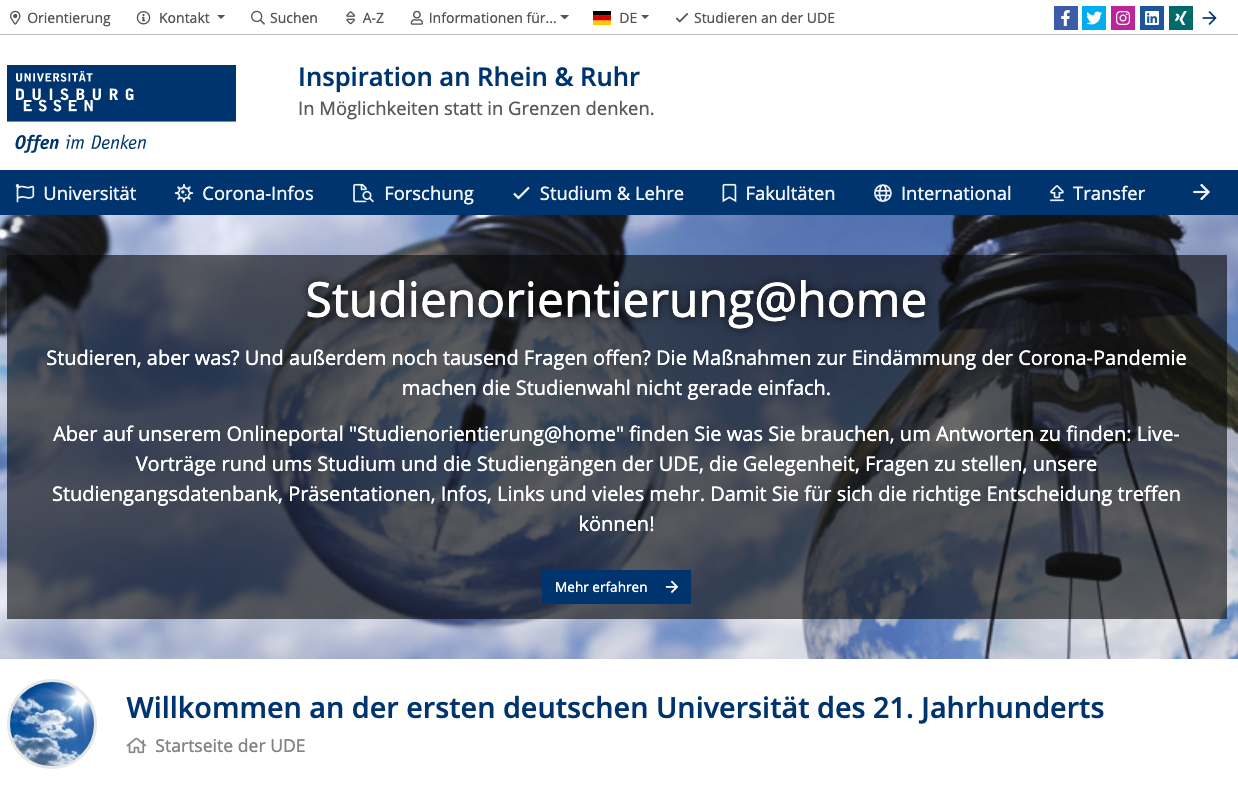 Orientierung Kontakt Suchen A-Z Informationen für... DE Studieren an der UDE
UNIVERSITÄT
DUISBURG
ESSEN
Offen im Denken
Inspiration an Rhein & Ruhr
In Möglichkeiten statt in Grenzen denken.
Universität Corona-Infos Forschung Studium & Lehre Fakultäten International Transfer
Studienorientierung@home
Studieren, aber was? Und außerdem noch tausend Fragen offen? Die Maßnahmen zur Eindämmung der Corona-Pandemie
machen die Studienwahl nicht gerade einfach.
Aber auf unserem Onlineportal "Studienorientierung@home" finden Sie was Sie brauchen, um Antworten zu finden: Live-
Vorträge rund ums Studium und die Studiengängen der UDE, die Gelegenheit, Fragen zu stellen, unsere
Studiengangsdatenbank, Präsentationen, Infos, Links und vieles mehr. Damit Sie für sich die richtige Entscheidung treffen
können!
Mehr erfahren
Willkommen an der ersten deutschen Universität des 21. Jahrhunderts
Startseite der UDE